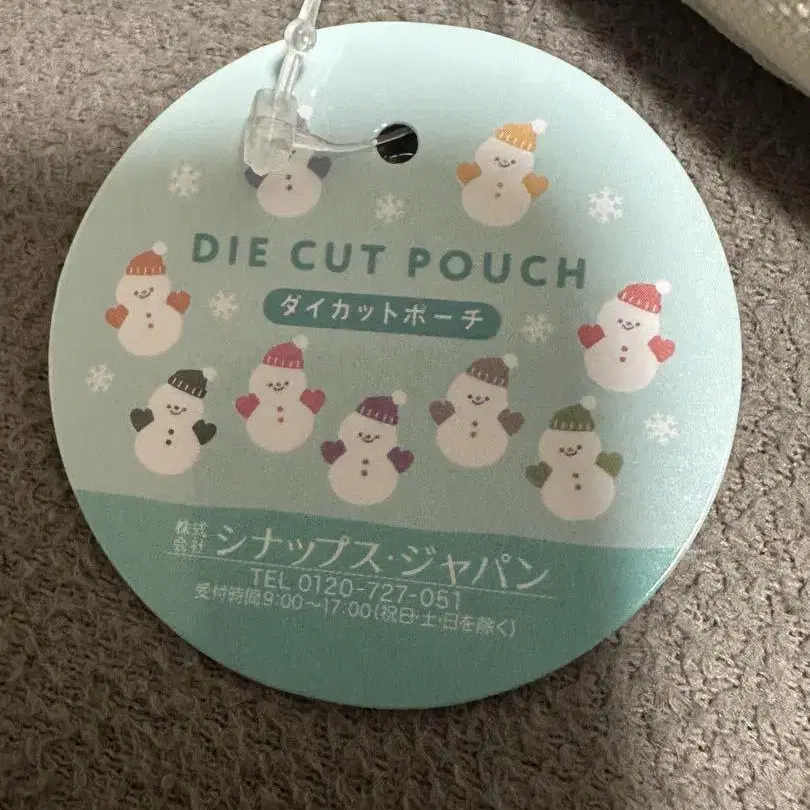 DIE CUT POUCH
ダイカットポーチ
株式会社 シナップス・ジャパン
TEL 0120-727-051
受付時間9:00〜17:00(祝日・土・日を除く)